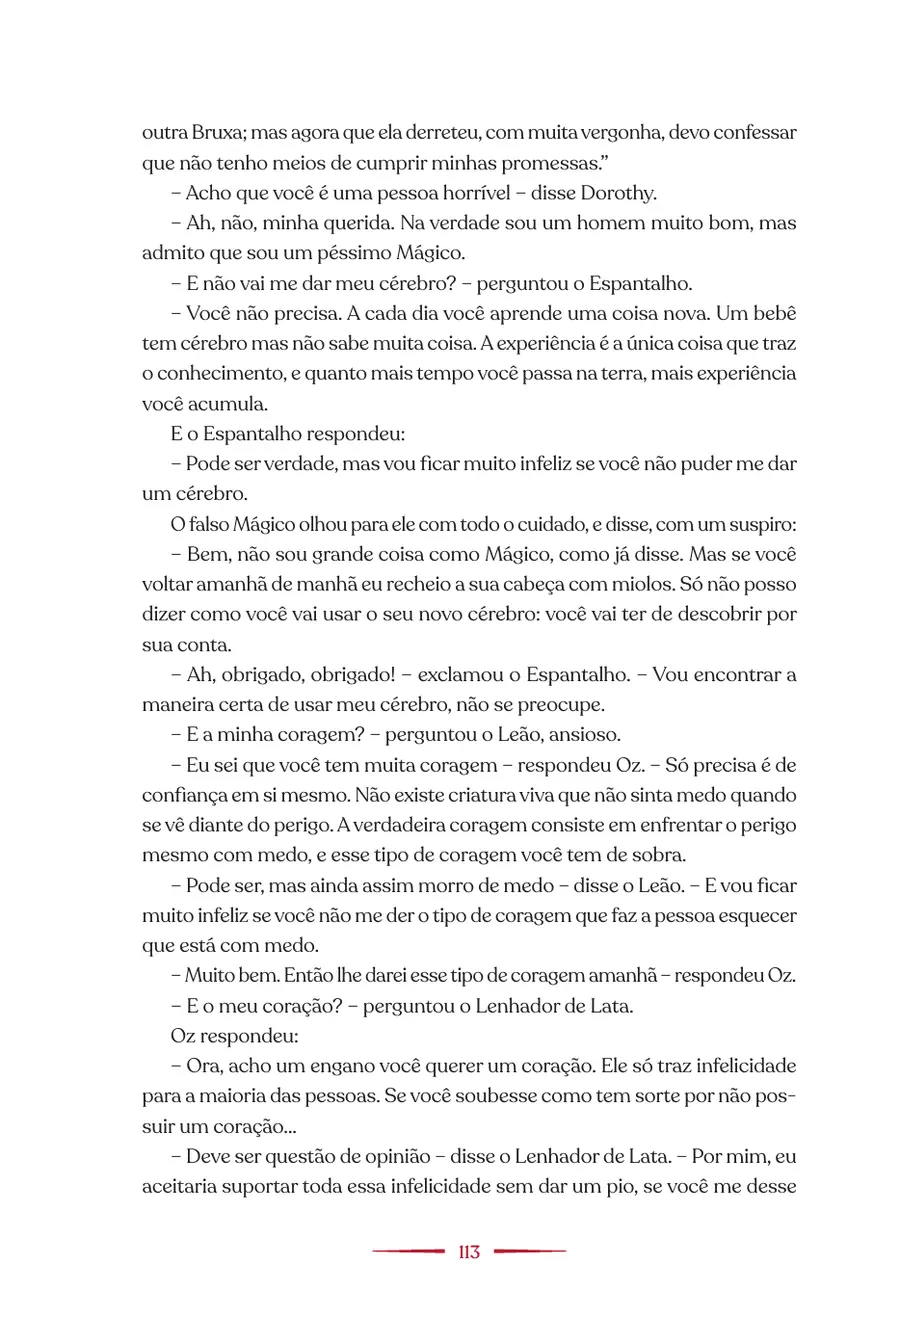 outra Bruxa; mas agora que ela derreteu, com muita vergonha, devo confessar
que não tenho meios de cumprir minhas promessas.”
– Acho que você é uma pessoa horrível – disse Dorothy.
– Ah, não, minha querida. Na verdade sou um homem muito bom, mas
admito que sou um péssimo Mágico.
– E não vai me dar meu cérebro? – perguntou o Espantalho.
– Você não precisa. A cada dia você aprende uma coisa nova. Um bebê
tem cérebro mas não sabe muita coisa. A experiência é a única coisa que traz
o conhecimento, e quanto mais tempo você passa na terra, mais experiência
você acumula.
E o Espantalho respondeu:
– Pode ser verdade, mas vou ficar muito infeliz se você não puder me dar
um cérebro.
O falso Mágico olhou para ele com todo o cuidado, e disse, com um suspiro:
– Bem, não sou grande coisa como Mágico, como já disse. Mas se você
voltar amanhã de manhã eu recheio a sua cabeça com miolos. Só não posso
dizer como você vai usar o seu novo cérebro: você vai ter de descobrir por
sua conta.
– Ah, obrigado, obrigado! – exclamou o Espantalho. – Vou encontrar a
maneira certa de usar meu cérebro, não se preocupe.
– E a minha coragem? – perguntou o Leão, ansioso.
– Eu sei que você tem muita coragem – respondeu Oz. – Só precisa é de
confiança em si mesmo. Não existe criatura viva que não sinta medo quando
se vê diante do perigo. A verdadeira coragem consiste em enfrentar o perigo
mesmo com medo, e esse tipo de coragem você tem de sobra.
– Pode ser, mas ainda assim morro de medo – disse o Leão. – E vou ficar
muito infeliz se você não me der o tipo de coragem que faz a pessoa esquecer
que está com medo.
– Muito bem. Então lhe darei esse tipo de coragem amanhã – respondeu Oz.
– E o meu coração? – perguntou o Lenhador de Lata.
Oz respondeu:
– Ora, acho um engano você querer um coração. Ele só traz infelicidade
para a maioria das pessoas. Se você soubesse como tem sorte por não pos-
suir um coração...
– Deve ser questão de opinião – disse o Lenhador de Lata. – Por mim, eu
aceitaria suportar toda essa infelicidade sem dar um pio, se você me desse
113